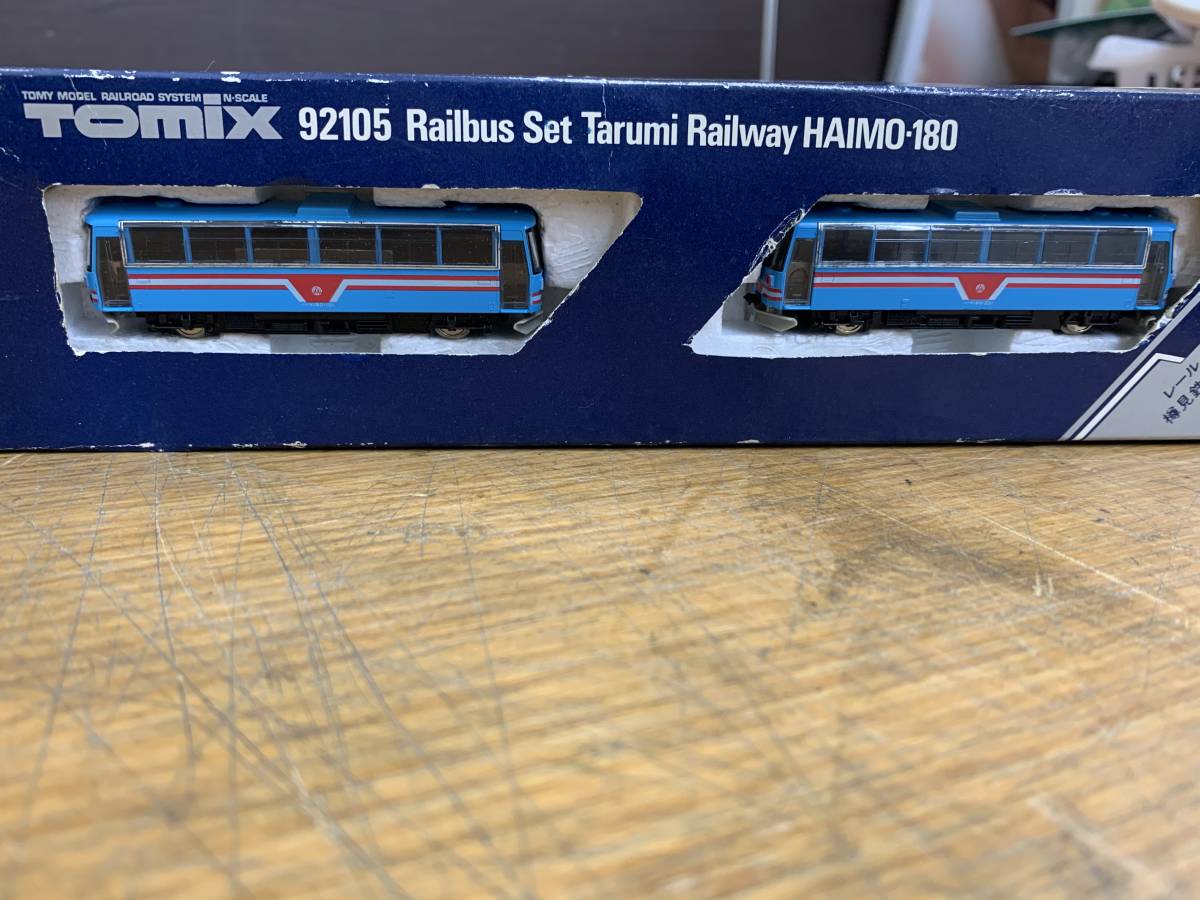 TOMY MODEL RAILROAD SYSTEM N-SCALE
TOMIX 92105 Railbus Set Tarumi Railway HAIMO-180
レール
樽見鉄